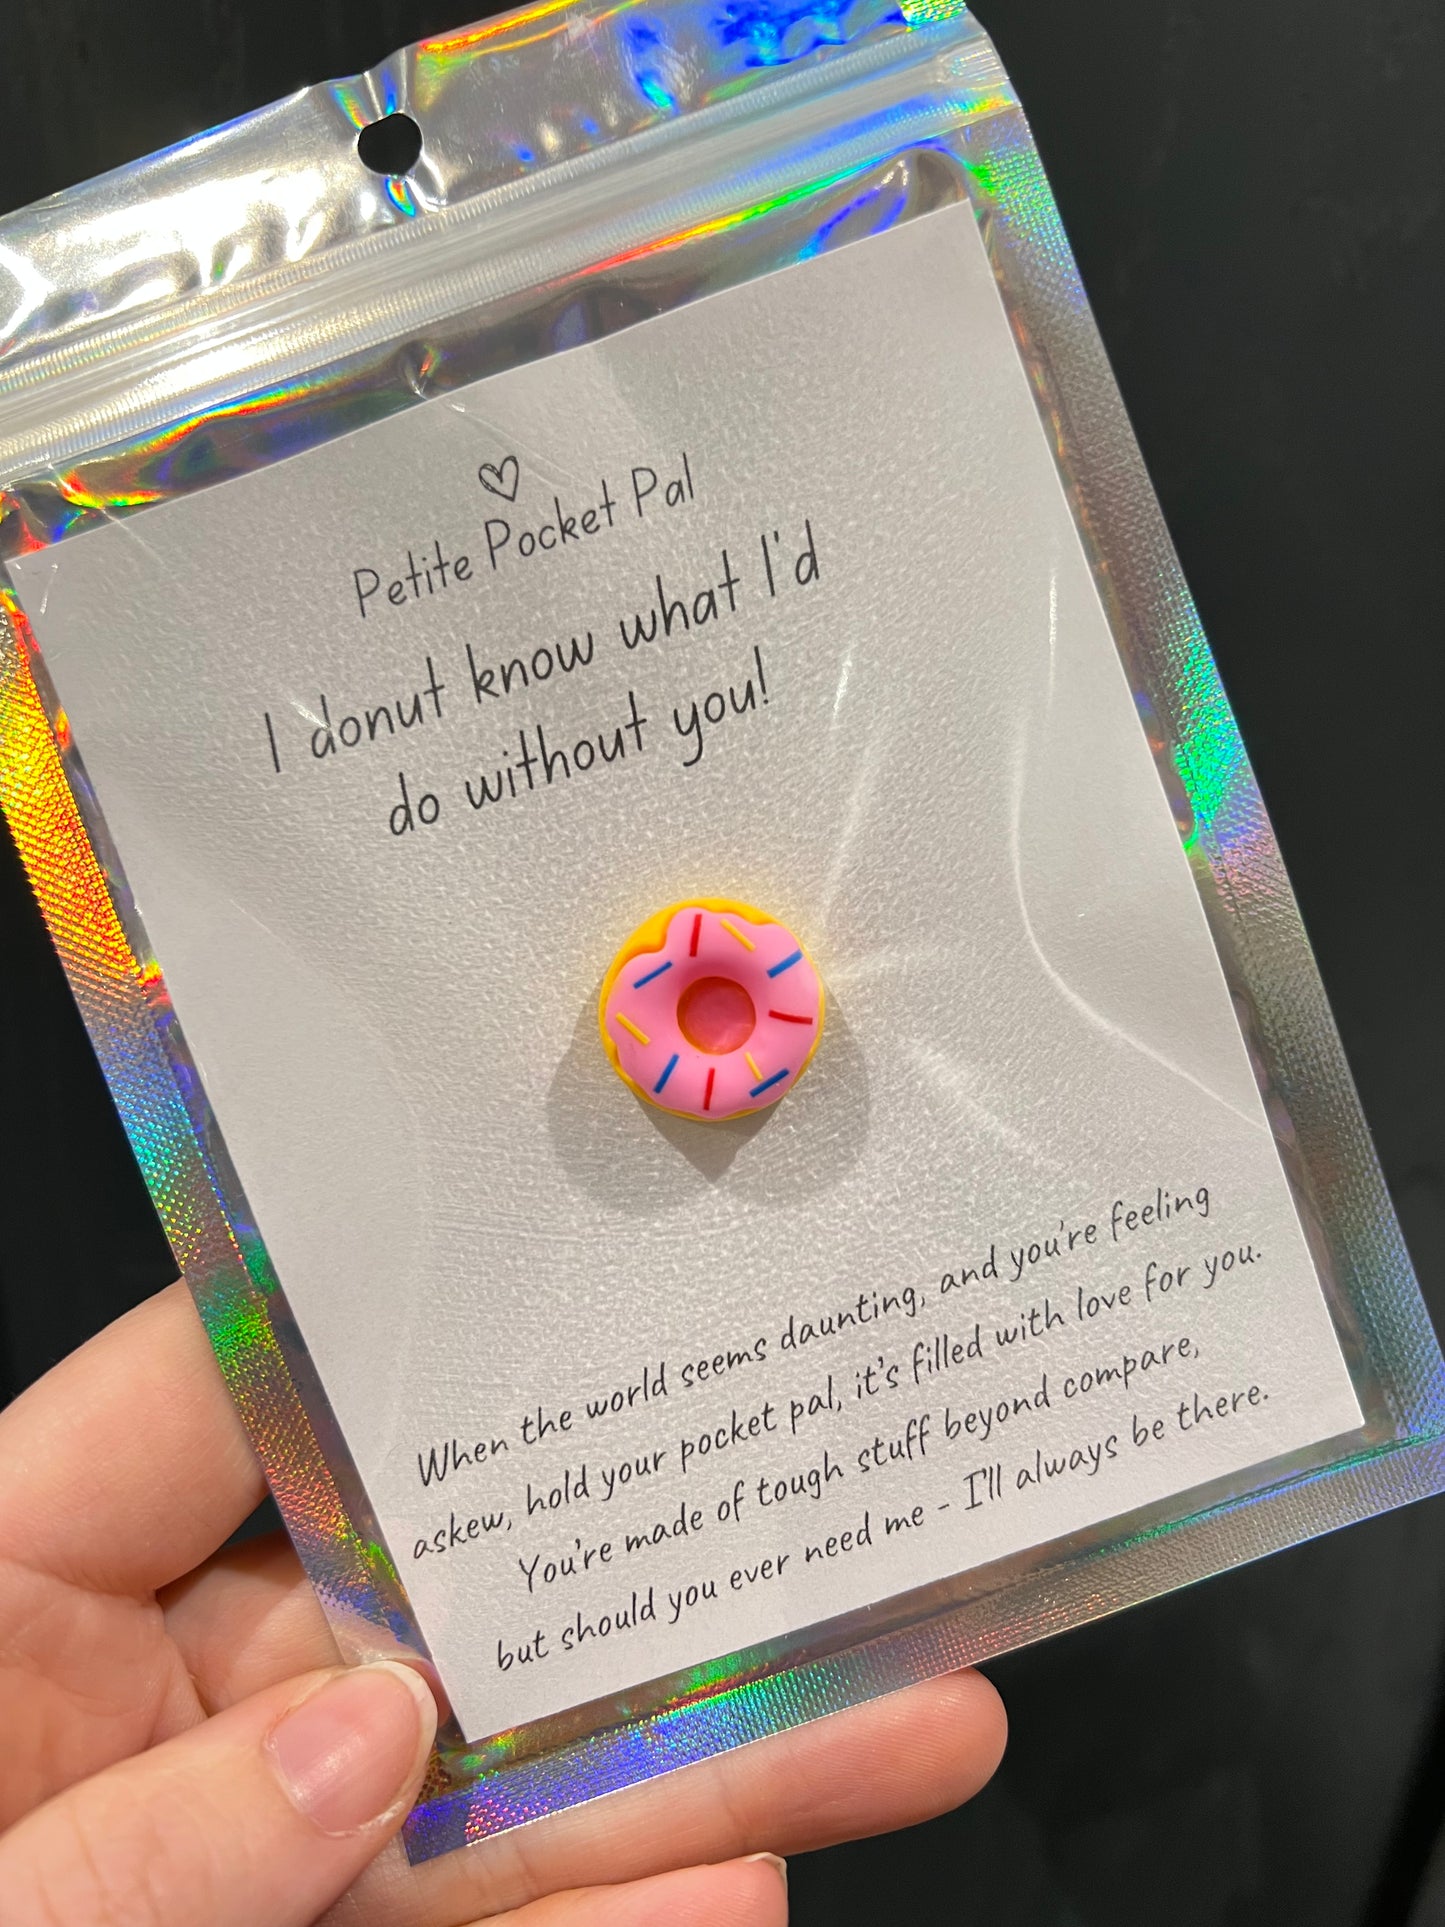 Petite Pocket Pal
I donut know what I'd
do without you!
When the world seems daunting, and you're feeling
askew, hold your pocket pal, it's filled with love for you.
You're made of tough stuff beyond compare,
but should you ever need me - I'll always be there.